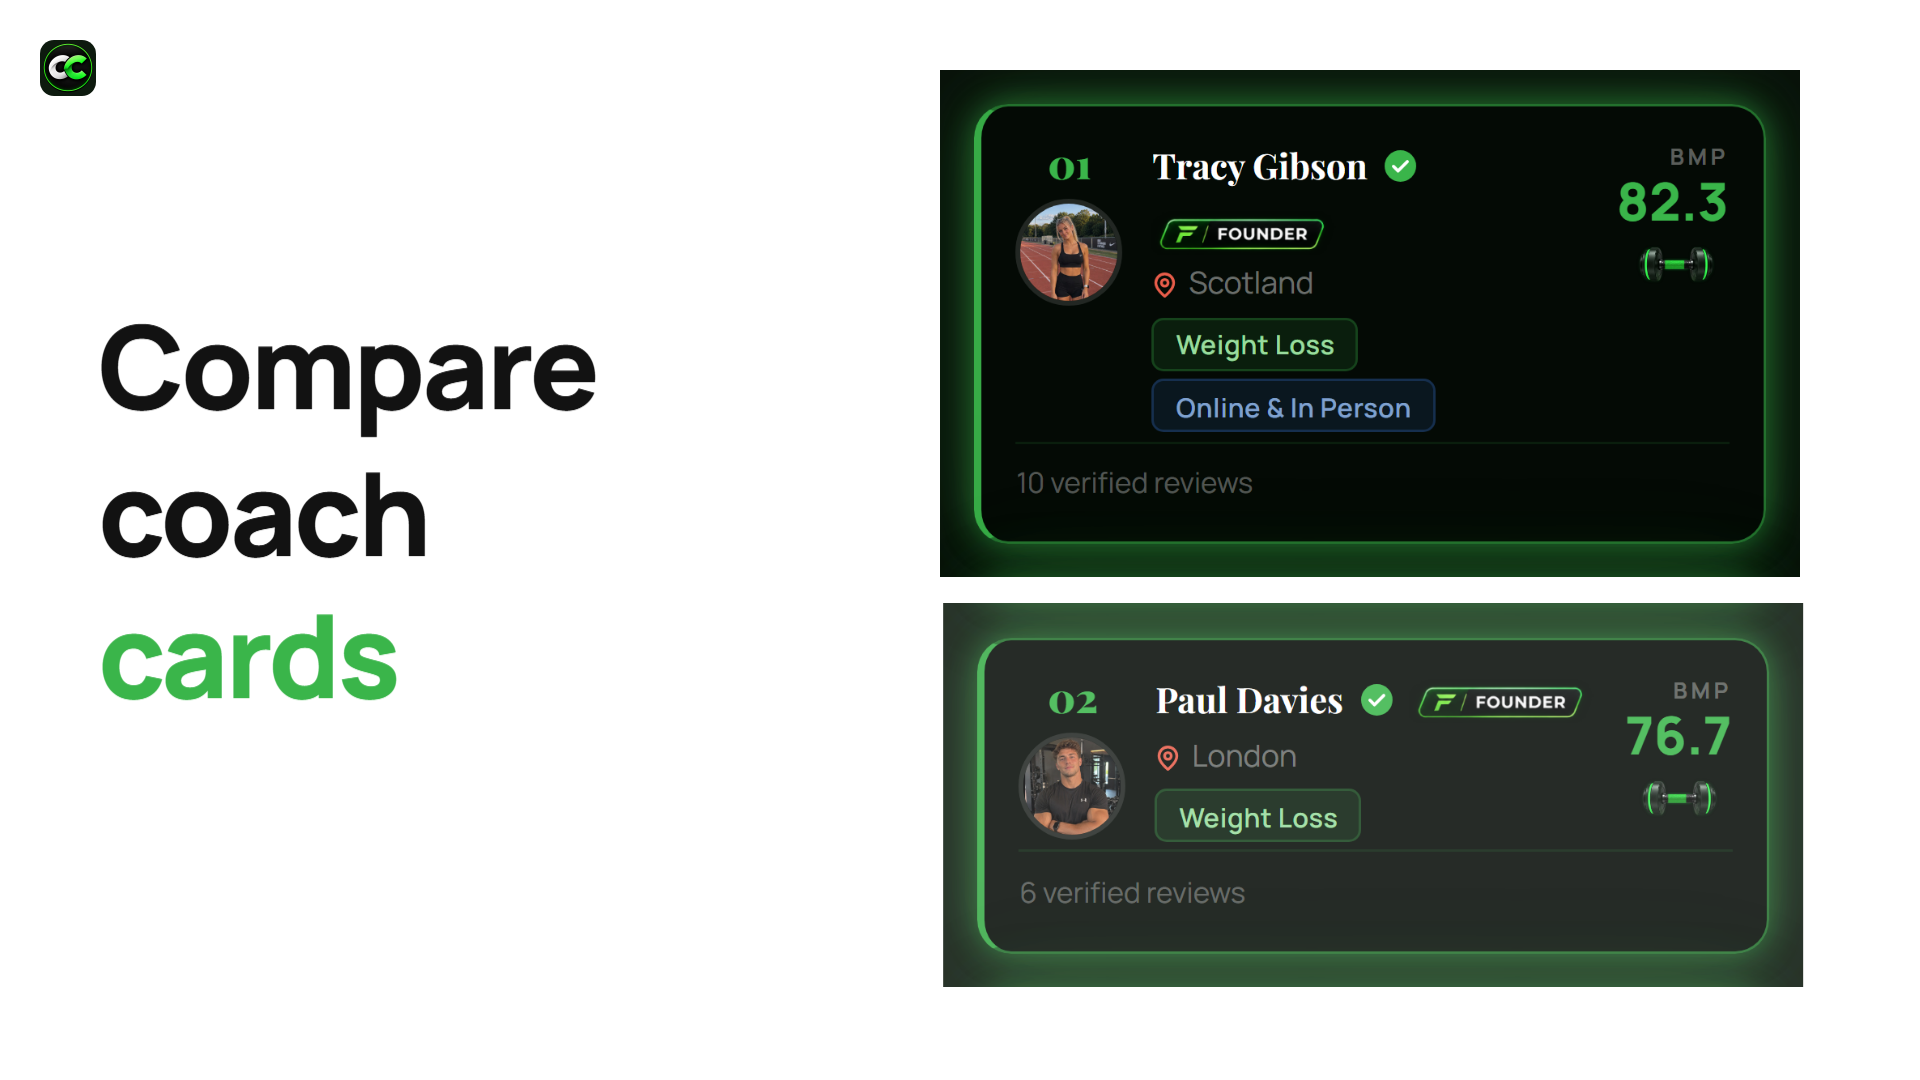 CC
Compare
coach
cards
01
Tracy Gibson
F / FOUNDER
Scotland
Weight Loss
Online & In Person
10 verified reviews
BMP
82.3
02
Paul Davies
F / FOUNDER
London
Weight Loss
6 verified reviews
BMP
76.7